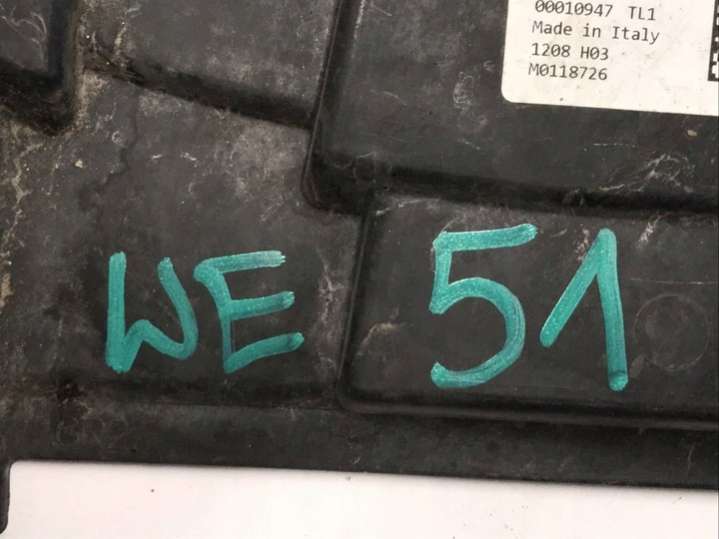 00010947 TL1
Made in Italy
1208 H03
M0118726
WE 51